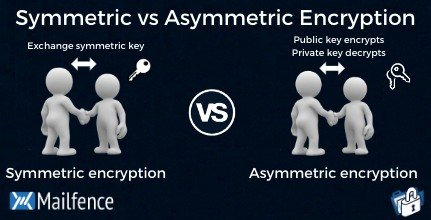 Symmetric vs Asymmetric Encryption
Exchange symmetric key
Public key encrypts
Private key decrypts
VS
Symmetric encryption
Asymmetric encryption
Mailfence